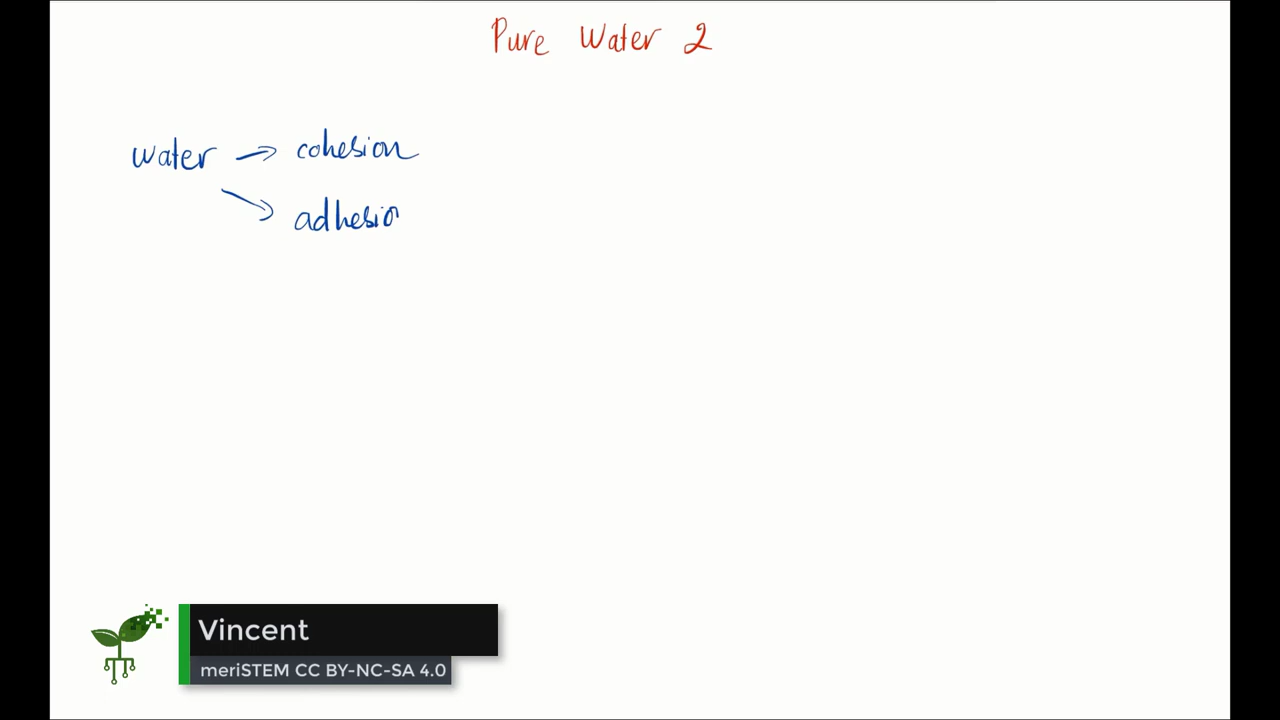 Pure Water 2
water → cohesion
→ adhesio
Vincent
meriSTEM CC BY-NC-SA 4.0